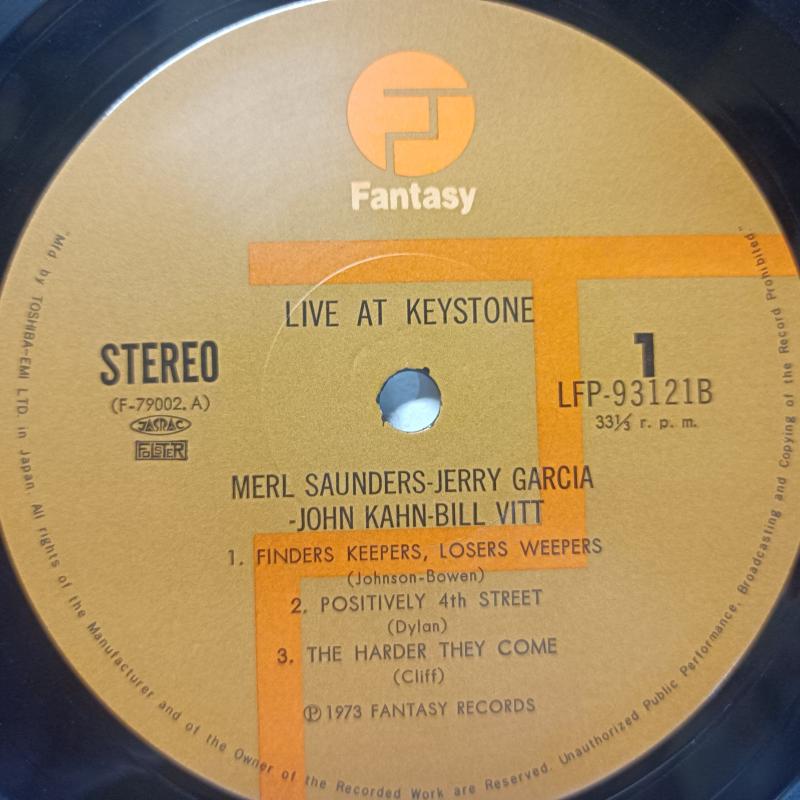 Fantasy
LIVE AT KEYSTONE
STEREO
(F-79002.A)
JASRAC
FOLSTER
1
LFP-93121B
33⅓ r. p. m.
MERL SAUNDERS-JERRY GARCIA
-JOHN KAHN-BILL VITT
1. FINDERS KEEPERS, LOSERS WEEPERS
(Johnson-Bowen)
2. POSITIVELY 4th STREET
(Dylan)
3. THE HARDER THEY COME
(Cliff)
Ⓟ1973 FANTASY RECORDS
"Mfd by TOSHIBA-EMI LTD. in Japan. All rights of the Manufacturer and of the Owner of the Recorded Work are Reserved. Unauthorized Public Performance, Broadcasting and Copying of the Record Prohibited"